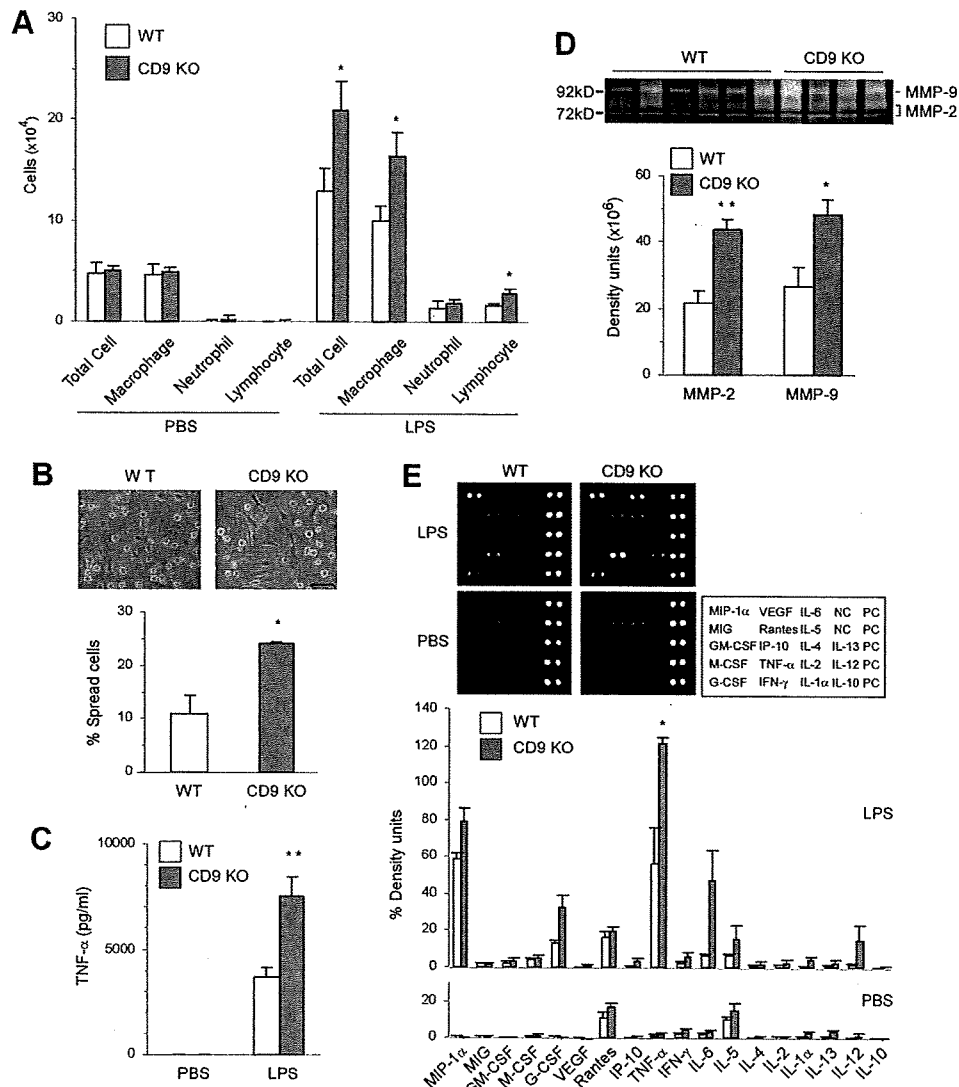 A
WT
CD9 KO
Cells (x10⁴)
30
20
10
0
*
*
*
Total Cell
Macrophage
Neutrophil
Lymphocyte
Total Cell
Macrophage
Neutrophil
Lymphocyte
PBS
LPS
B
W T
CD9 KO
% Spread cells
30
20
10
0
*
WT
CD9 KO
C
WT
CD9 KO
TNF-α (pg/ml)
10000
5000
0
**
PBS
LPS
D
WT
CD9 KO
92kD
72kD
MMP-9
MMP-2
WT
CD9 KO
Density units (x10⁶)
60
40
20
0
**
*
MMP-2
MMP-9
E
WT
CD9 KO
LPS
PBS
MIP-1α VEGF IL-6 NC PC
MIG Rantes IL-5 NC PC
GM-CSF IP-10 IL-4 IL-13 PC
M-CSF TNF-α IL-2 IL-12 PC
G-CSF IFN-γ IL-1α IL-10 PC
WT
CD9 KO
% Density units
140
120
100
80
60
40
20
0
*
LPS
20
0
PBS
MIP-1α
MIG
GM-CSF
M-CSF
G-CSF
VEGF
Rantes
IP-10
TNF-α
IFN-γ
IL-6
IL-5
IL-4
IL-2
IL-1α
IL-13
IL-12
IL-10